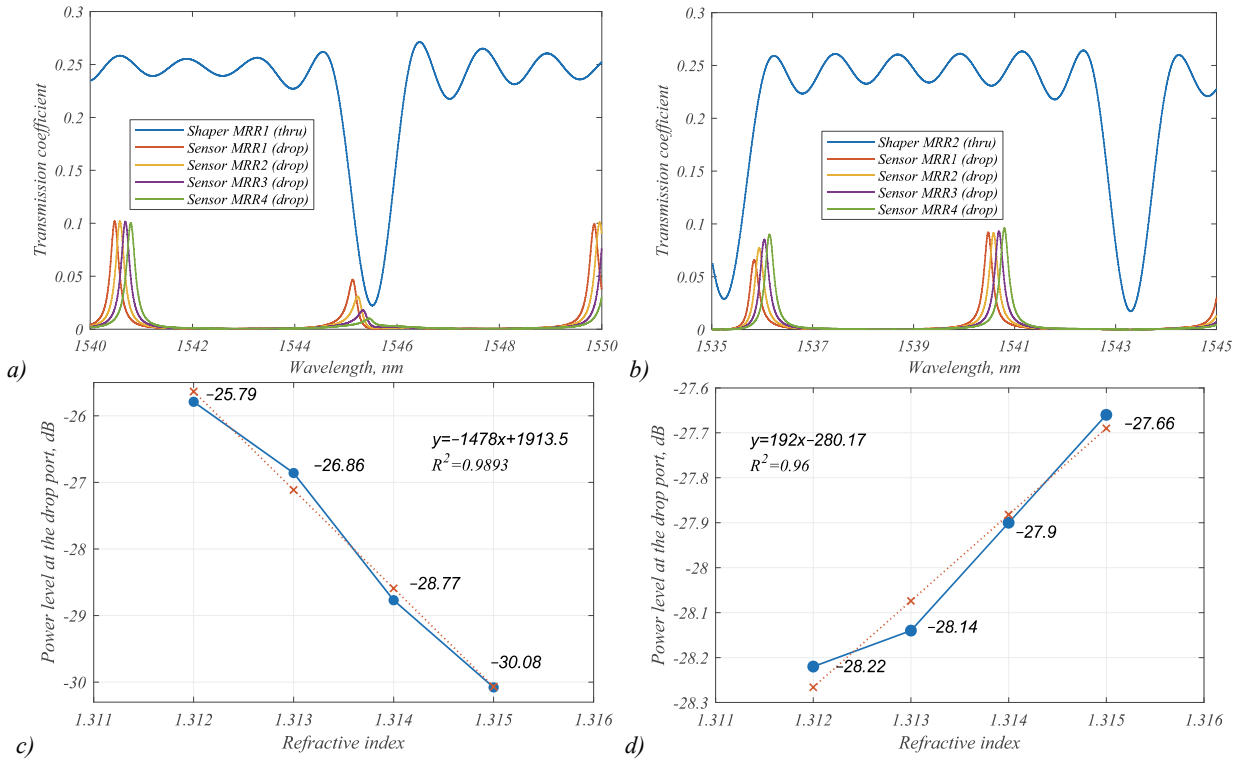 0.3
0.25
0.2
0.15
0.1
0.05
0
Transmission coefficient
Shaper MRR1 (thru)
Sensor MRR1 (drop)
Sensor MRR2 (drop)
Sensor MRR3 (drop)
Sensor MRR4 (drop)
1540 1542 1544 1546 1548 1550
Wavelength, nm
a)
0.3
0.25
0.2
0.15
0.1
0.05
0
Transmission coefficient
Shaper MRR2 (thru)
Sensor MRR1 (drop)
Sensor MRR2 (drop)
Sensor MRR3 (drop)
Sensor MRR4 (drop)
1535 1537 1539 1541 1543 1545
Wavelength, nm
b)
-26
-27
-28
-29
-30
Power level at the drop port, dB
−25.79
−26.86
−28.77
−30.08
y=−1478x+1913.5
R²=0.9893
1.311 1.312 1.313 1.314 1.315 1.316
Refractive index
c)
-27.6
-27.7
-27.8
-27.9
-28
-28.1
-28.2
-28.3
Power level at the drop port, dB
y=192x−280.17
R²=0.96
−27.66
−27.9
−28.14
−28.22
1.311 1.312 1.313 1.314 1.315 1.316
Refractive index
d)